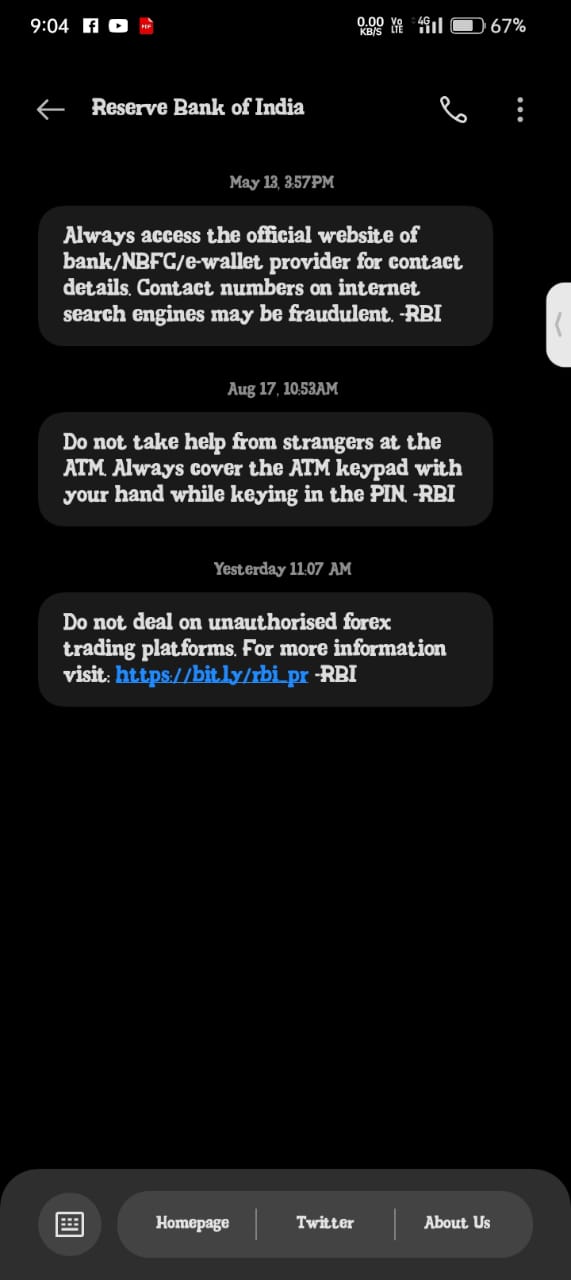 9:04
0.00 KB/S Vo LTE 4G 67%
Reserve Bank of India
May 13, 3:57PM
Always access the official website of
bank/NBFC/e-wallet provider for contact
details. Contact numbers on internet
search engines may be fraudulent. -RBI
Aug 17, 10:53AM
Do not take help from strangers at the
ATM. Always cover the ATM keypad with
your hand while keying in the PIN. -RBI
Yesterday 11:07 AM
Do not deal on unauthorised forex
trading platforms. For more information
visit: https://bit.ly/rbi_pr -RBI
Homepage
Twitter
About Us